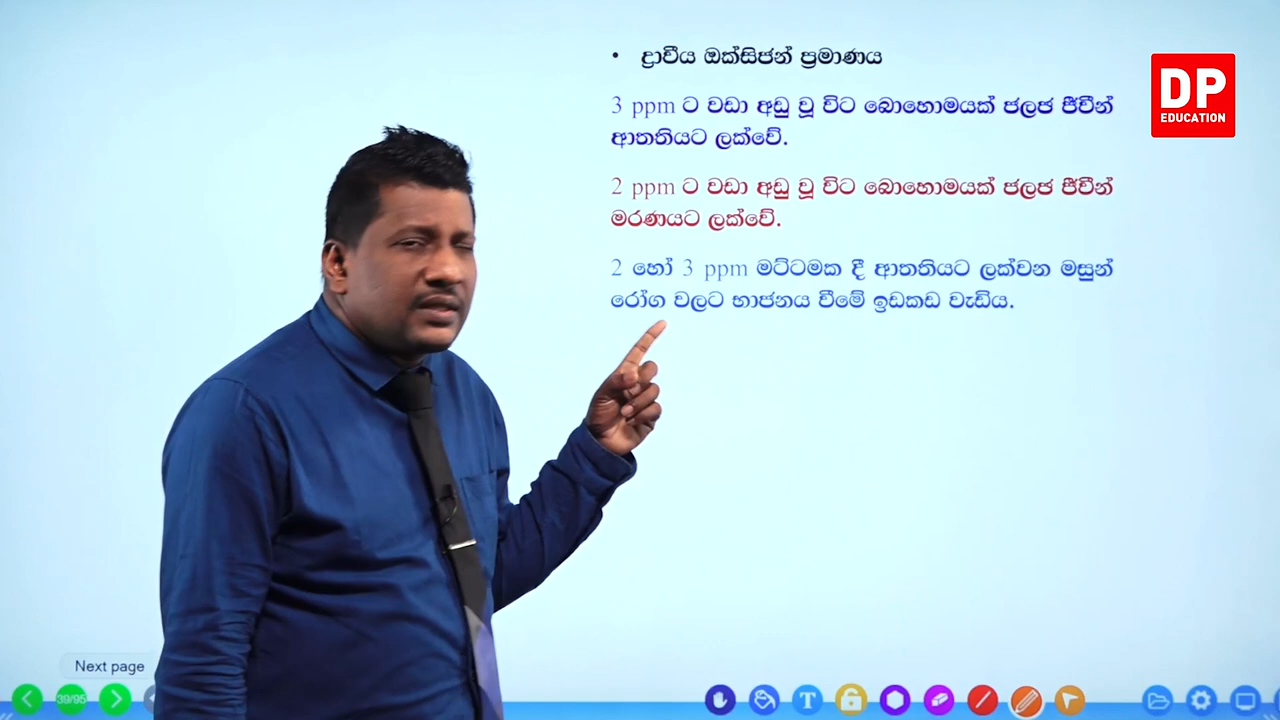 • ද්‍රාවීය ඔක්සිජන් ප්‍රමාණය
3 ppm ට වඩා අඩු වූ විට බොහොමයක් ජලජ ජීවීන්
ආතතියට ලක්වේ.
2 ppm ට වඩා අඩු වූ විට බොහොමයක් ජලජ ජීවීන්
මරණයට ලක්වේ.
2 හෝ 3 ppm මට්ටමක දී ආතතියට ලක්වන මසුන්
රෝග වලට භාජනය වීමේ ඉඩකඩ වැඩිය.
DP
EDUCATION
Next page
39/95
T